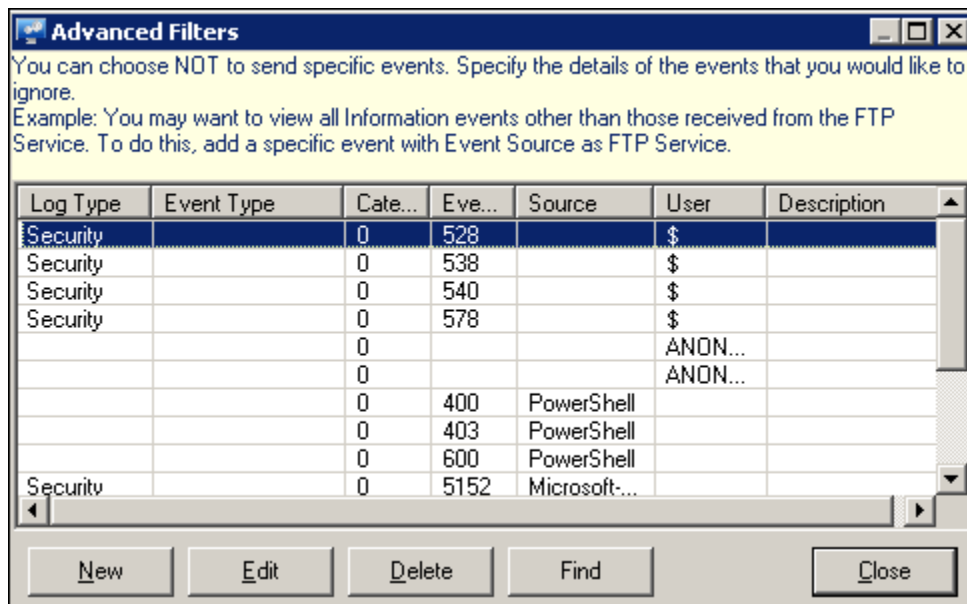 Advanced Filters
You can choose NOT to send specific events. Specify the details of the events that you would like to
ignore.
Example: You may want to view all Information events other than those received from the FTP
Service. To do this, add a specific event with Event Source as FTP Service.
Log Type Event Type Cate... Eve... Source User Description
Security 0 528 $
Security 0 538 $
Security 0 540 $
Security 0 578 $
0 ANON...
0 ANON...
0 400 PowerShell
0 403 PowerShell
0 600 PowerShell
Security 0 5152 Microsoft-...
New Edit Delete Find Close